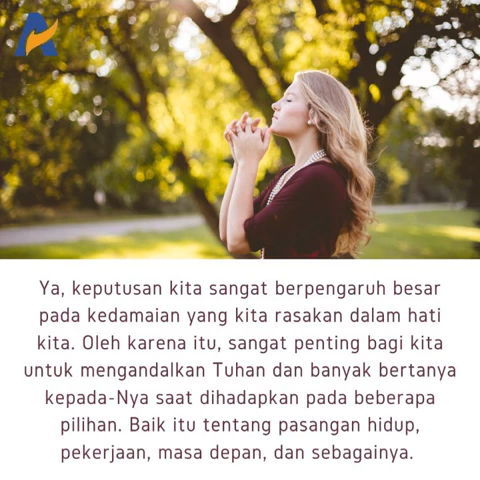 Ya, keputusan kita sangat berpengaruh besar
pada kedamaian yang kita rasakan dalam hati
kita. Oleh karena itu, sangat penting bagi kita
untuk mengandalkan Tuhan dan banyak bertanya
kepada-Nya saat dihadapkan pada beberapa
pilihan. Baik itu tentang pasangan hidup,
pekerjaan, masa depan, dan sebagainya.